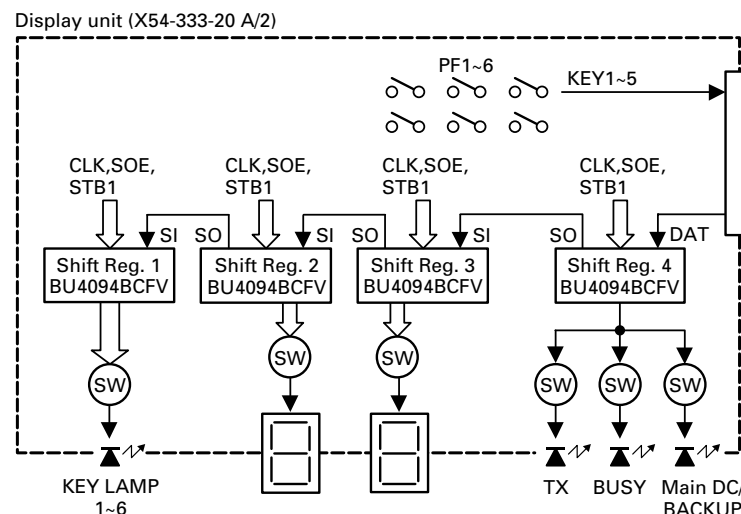 Display unit (X54-333-20 A/2)
PF1~6
KEY1~5
CLK,SOE,
STB1
CLK,SOE,
STB1
CLK,SOE,
STB1
CLK,SOE,
STB1
SI
SO
SI
SO
SI
SO
DAT
Shift Reg. 1
BU4094BCFV
Shift Reg. 2
BU4094BCFV
Shift Reg. 3
BU4094BCFV
Shift Reg. 4
BU4094BCFV
SW
SW
SW
SW
SW
SW
KEY LAMP
1~6
TX
BUSY
Main DC/
BACKUP